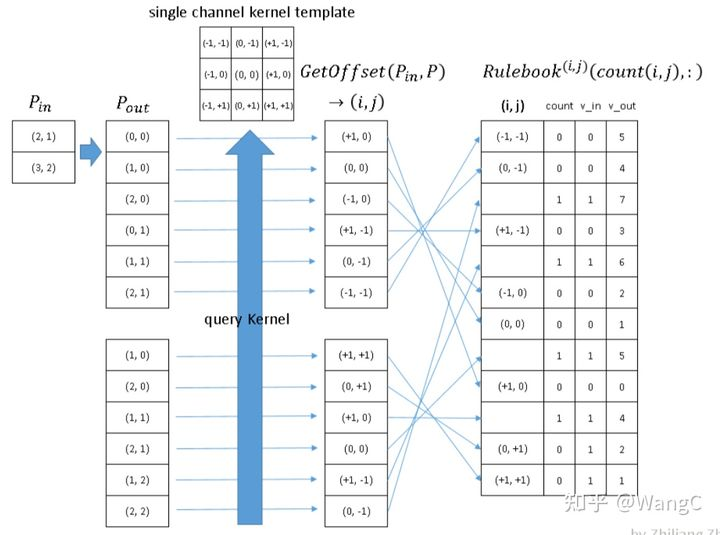 single channel kernel template
(-1, -1) (0, -1) (+1, -1)
(-1, 0) (0, 0) (+1, 0)
(-1, +1) (0, +1) (+1, +1)
GetOffset(P_in, P)
→ (i, j)
Rulebook^(i,j)(count(i,j),:)
P_in
P_out
(i, j) count v_in v_out
(2, 1)
(3, 2)
(0, 0)
(1, 0)
(2, 0)
(0, 1)
(1, 1)
(2, 1)
(+1, 0)
(0, 0)
(-1, 0)
(+1, -1)
(0, -1)
(-1, -1)
query Kernel
(1, 0)
(2, 0)
(1, 1)
(2, 1)
(1, 2)
(2, 2)
(+1, +1)
(0, +1)
(+1, 0)
(0, 0)
(+1, -1)
(0, -1)
(-1, -1) 0 0 5
(0, -1) 0 0 4
1 1 7
(+1, -1) 0 0 3
1 1 6
(-1, 0) 0 0 2
(0, 0) 0 0 1
1 1 5
(+1, 0) 0 0 0
1 1 4
(0, +1) 0 1 2
(+1, +1) 0 1 1
知乎 @WangC
by Zhiliang Zh